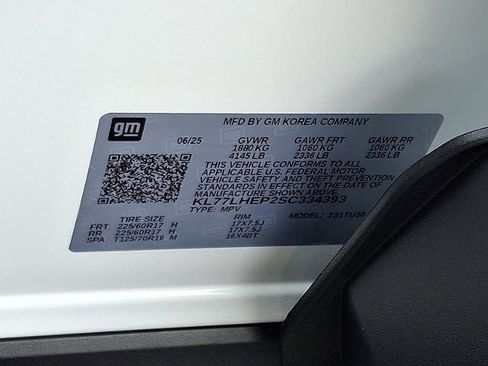 gm
MFD BY GM KOREA COMPANY
06/25 GVWR GAWR FRT GAWR RR
1880 KG 1060 KG 1060 KG
4145 LB 2336 LB 2336 LB
THIS VEHICLE CONFORMS TO ALL
APPLICABLE U.S. FEDERAL MOTOR
VEHICLE SAFETY AND THEFT PREVENTION
STANDARDS IN EFFECT ON THE DATE OF
MANUFACTURE SHOWN ABOVE
KL77LHEP2SC334393
TYPE: MPV MODEL:
TIRE SIZE RIM
FRT 225/60R17 H 17X7.5J
RR 225/60R17 H 17X7.5J
SPA T125/70R16 M 16X4BT